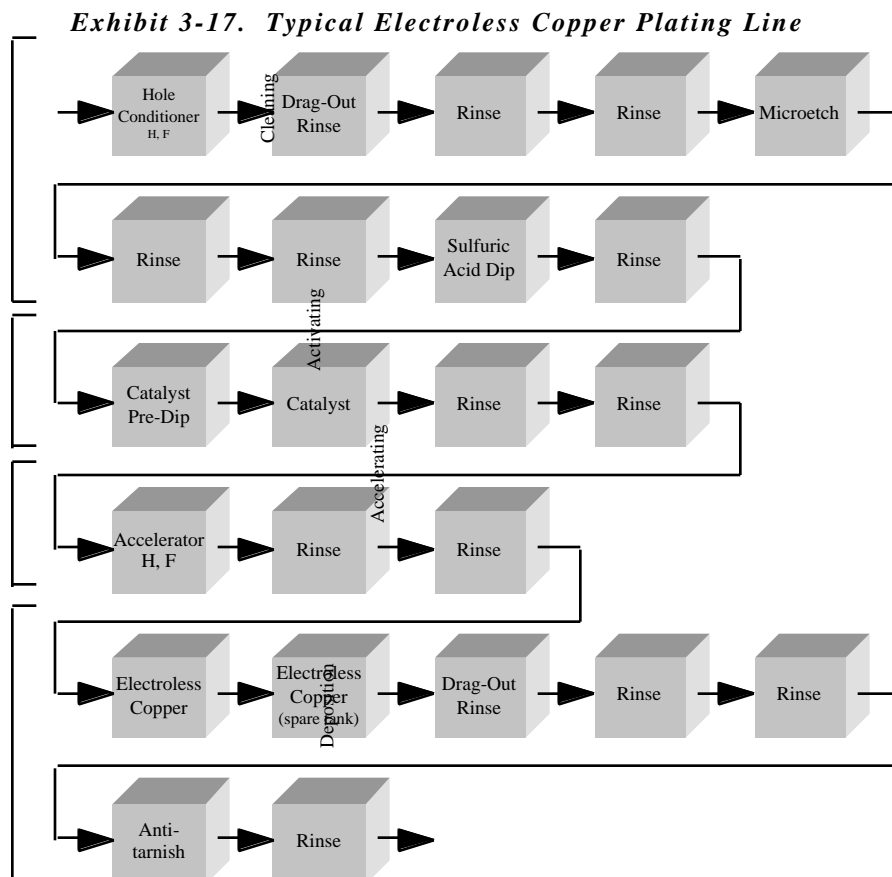 Exhibit 3-17. Typical Electroless Copper Plating Line
Cleaning
Hole
Conditioner
H, F
Drag-Out
Rinse
Rinse
Rinse
Microetch
Rinse
Rinse
Sulfuric
Acid Dip
Rinse
Activating
Catalyst
Pre-Dip
Catalyst
Rinse
Rinse
Accelerating
Accelerator
H, F
Rinse
Rinse
Deposition
Electroless
Copper
Electroless
Copper
(spare tank)
Drag-Out
Rinse
Rinse
Rinse
Anti-
tarnish
Rinse